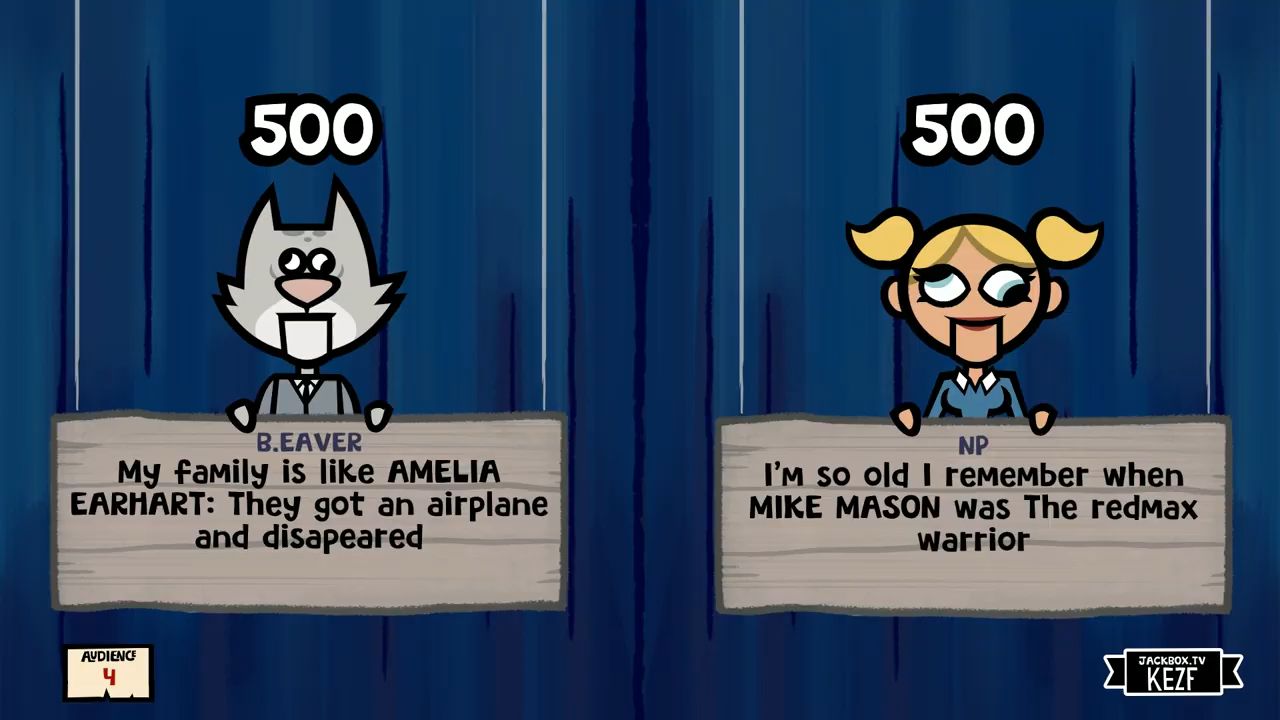 500
500
B.EAVER
My family is like AMELIA
EARHART: They got an airplane
and disapeared
NP
I'm so old I remember when
MIKE MASON was The redmax
warrior
AUDIENCE
4
JACKBOX.TV
KEZF